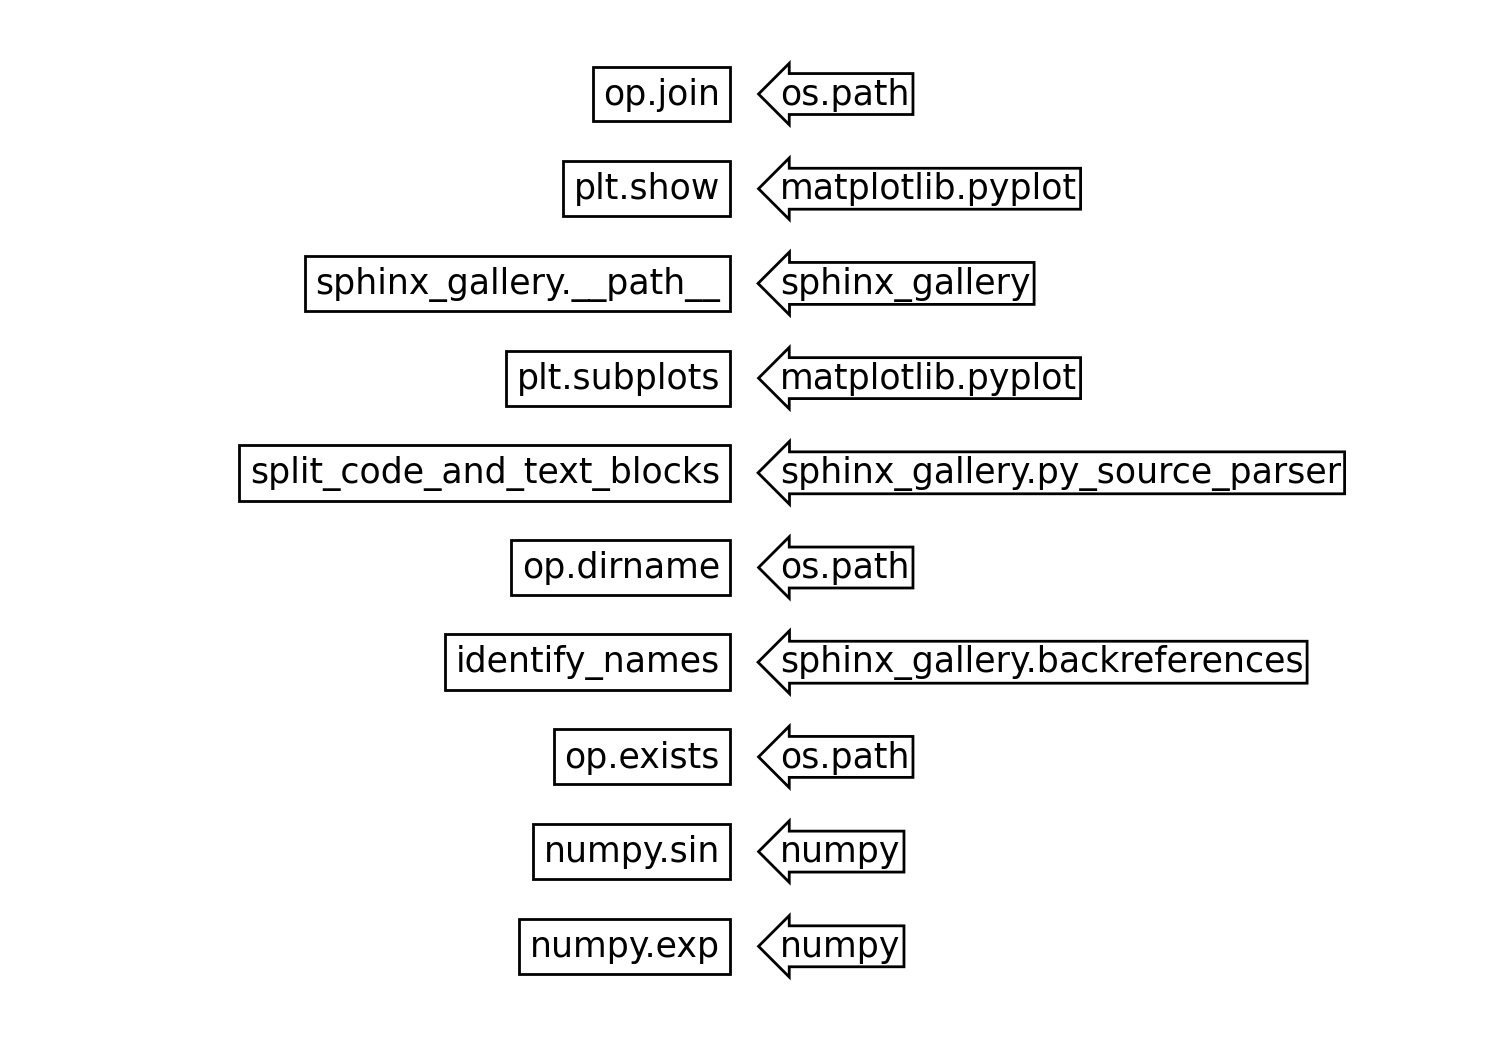 op.join os.path
plt.show matplotlib.pyplot
sphinx_gallery.__path__ sphinx_gallery
plt.subplots matplotlib.pyplot
split_code_and_text_blocks sphinx_gallery.py_source_parser
op.dirname os.path
identify_names sphinx_gallery.backreferences
op.exists os.path
numpy.sin numpy
numpy.exp numpy